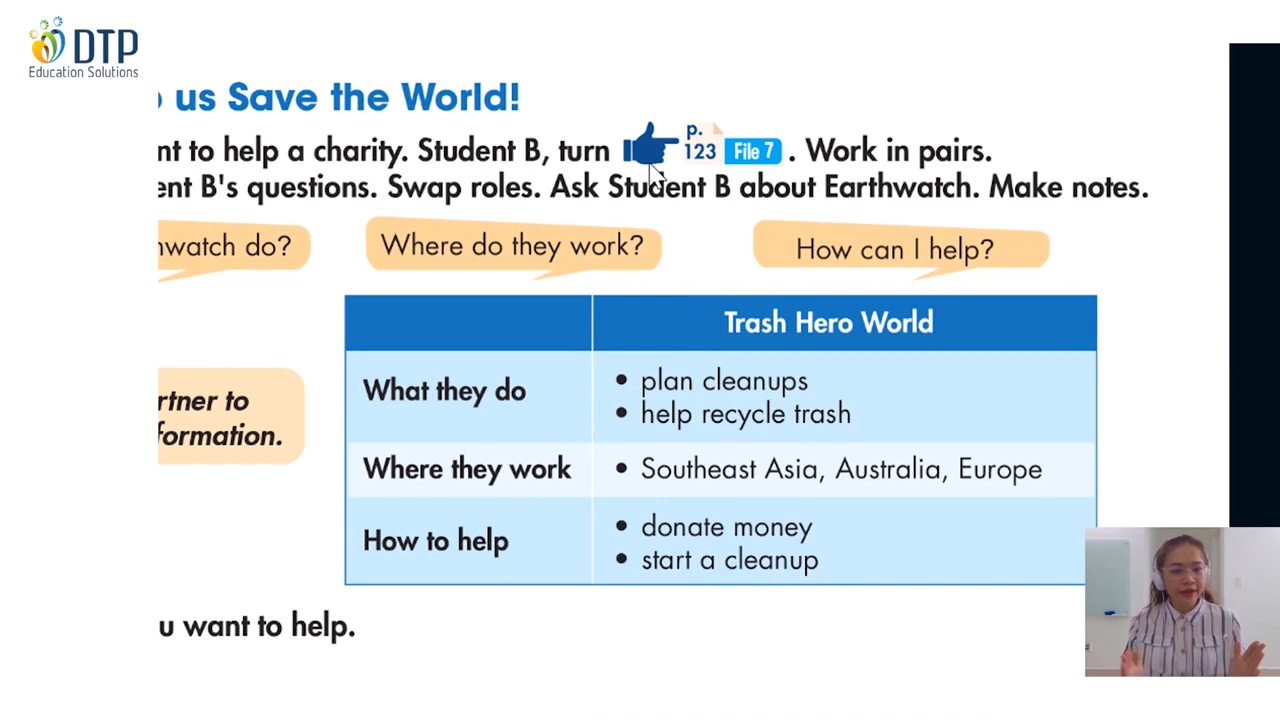 DTP
Education Solutions
us Save the World!
nt to help a charity. Student B, turn p. 123 File 7 . Work in pairs.
ent B's questions. Swap roles. Ask Student B about Earthwatch. Make notes.
hwatch do? Where do they work? How can I help?
Trash Hero World
What they do
• plan cleanups
• help recycle trash
rtner to
formation.
Where they work • Southeast Asia, Australia, Europe
How to help
• donate money
• start a cleanup
u want to help.